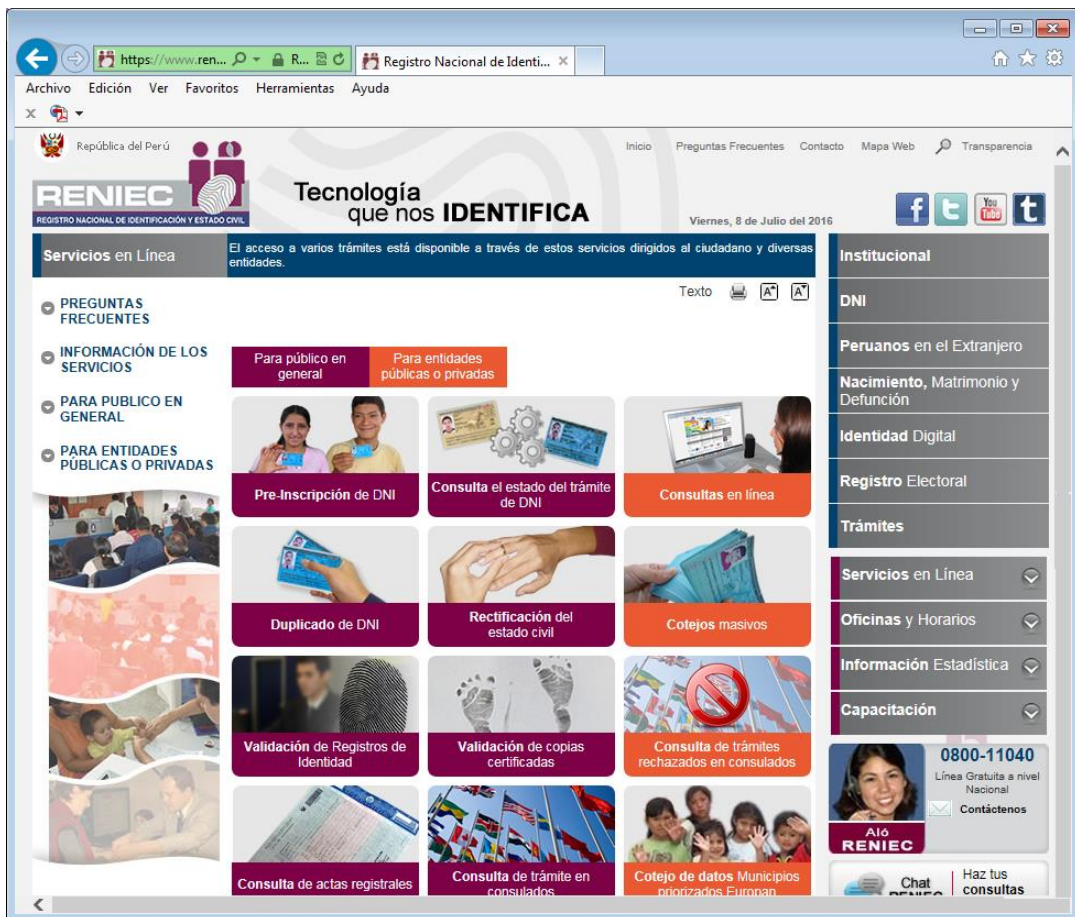 https://www.ren...
R...
Registro Nacional de Identi...
Archivo Edición Ver Favoritos Herramientas Ayuda
República del Perú
Inicio Preguntas Frecuentes Contacto Mapa Web Transparencia
RENIEC
REGISTRO NACIONAL DE IDENTIFICACIÓN Y ESTADO CIVIL
Tecnología
que nos IDENTIFICA
Viernes, 8 de Julio del 2016
You
Tube
Servicios en Línea
El acceso a varios trámites está disponible a través de estos servicios dirigidos al ciudadano y diversas
entidades.
Texto
PREGUNTAS
FRECUENTES
INFORMACIÓN DE LOS
SERVICIOS
PARA PUBLICO EN
GENERAL
PARA ENTIDADES
PÚBLICAS O PRIVADAS
Para público en
general
Para entidades
públicas o privadas
Pre-Inscripción de DNI
Consulta el estado del trámite
de DNI
Consultas en línea
Duplicado de DNI
Rectificación del
estado civil
Cotejos masivos
Validación de Registros de
Identidad
Validación de copias
certificadas
Consulta de trámites
rechazados en consulados
Consulta de actas registrales
Consulta de trámite en
consulados
Cotejo de datos Municipios
priorizados Europan
Institucional
DNI
Peruanos en el Extranjero
Nacimiento, Matrimonio y
Defunción
Identidad Digital
Registro Electoral
Trámites
Servicios en Línea
Oficinas y Horarios
Información Estadística
Capacitación
0800-11040
Línea Gratuita a nivel
Nacional
Contáctenos
Aló
RENIEC
Chat
RENIEC
Haz tus
consultas